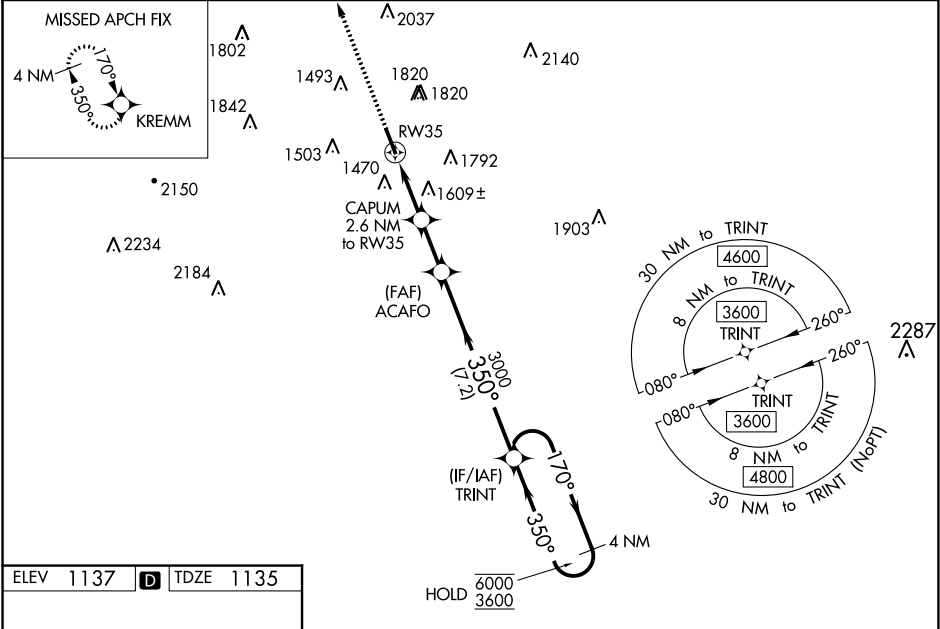 MISSED APCH FIX
4 NM
170°
350°
KREMM
1802
2037
2140
1493
1820
1820
1842
RW35
1503
1470
1792
2150
1609±
CAPUM
2.6 NM
to RW35
1903
2234
2184
(FAF)
ACAFO
30 NM to TRINT
4600
8 NM to TRINT
3600
TRINT
260°
080°
2287
260°
080°
TRINT
3600
8 NM to TRINT
4800
30 NM to TRINT (NoPT)
3000
350°
(7.2)
(IF/IAF)
TRINT
170°
350°
4 NM
HOLD
6000
3600
ELEV 1137 D TDZE 1135